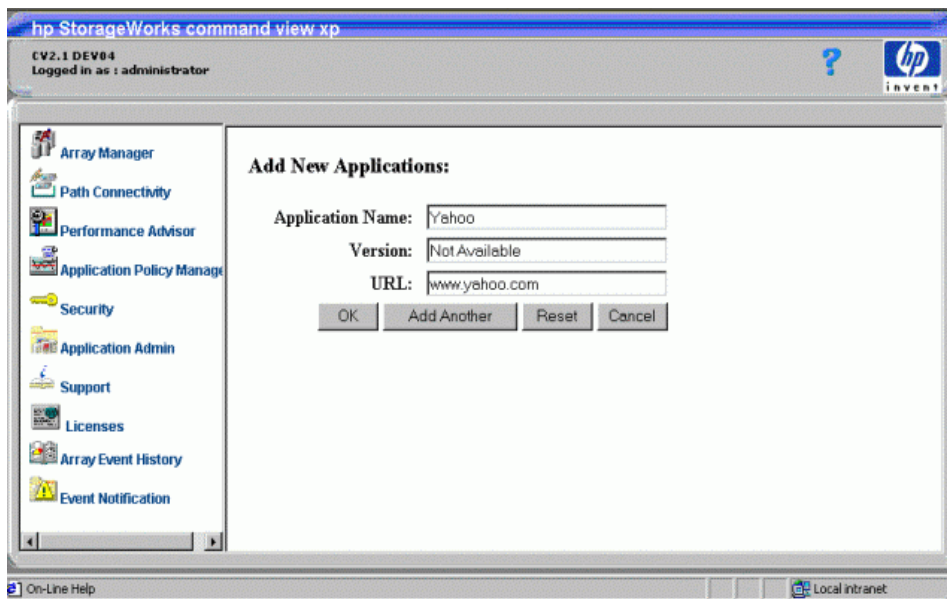 hp StorageWorks command view xp
CV2.1 DEV04
Logged in as : administrator
?
hp
invent
Array Manager
Path Connectivity
Performance Advisor
Application Policy Manage
Security
Application Admin
Support
Licenses
Array Event History
Event Notification
Add New Applications:
Application Name: Yahoo
Version: Not Available
URL: www.yahoo.com
OK Add Another Reset Cancel
On-Line Help Local intranet